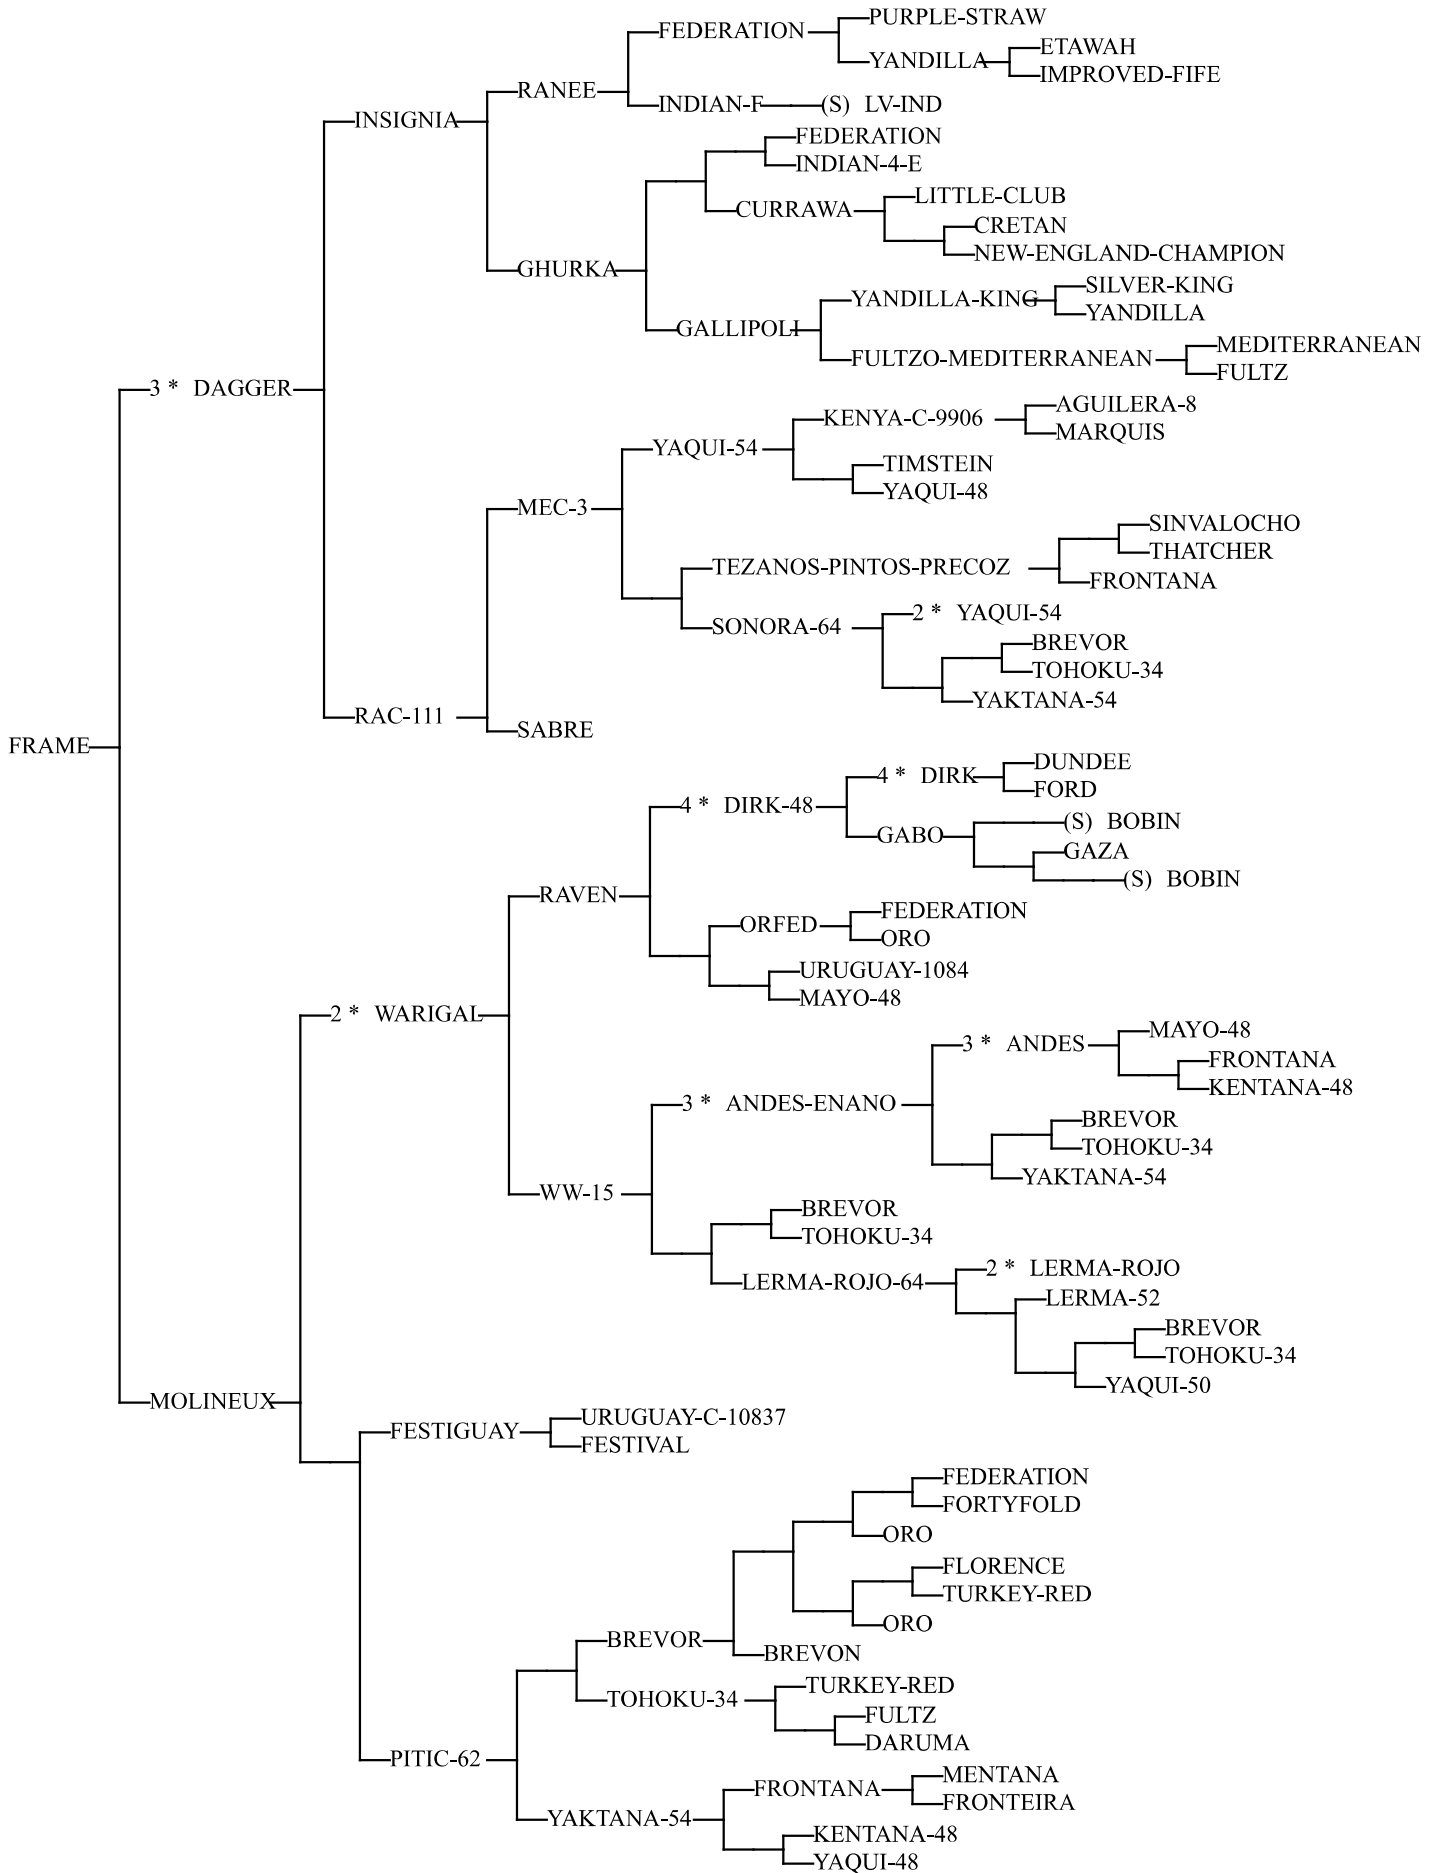 PURPLE-STRAW
FEDERATION
ETAWAH
YANDILLA
IMPROVED-FIFE
RANEE
INDIAN-F (S) LV-IND
INSIGNIA
FEDERATION
INDIAN-4-E
LITTLE-CLUB
CURRAWA
CRETAN
NEW-ENGLAND-CHAMPION
GHURKA
SILVER-KING
YANDILLA-KING
YANDILLA
GALLIPOLI
MEDITERRANEAN
FULTZO-MEDITERRANEAN
FULTZ
3 * DAGGER
AGUILERA-8
KENYA-C-9906
MARQUIS
YAQUI-54
TIMSTEIN
YAQUI-48
MEC-3
SINVALOCHO
THATCHER
TEZANOS-PINTOS-PRECOZ
FRONTANA
2 * YAQUI-54
SONORA-64
BREVOR
TOHOKU-34
YAKTANA-54
RAC-111
SABRE
FRAME
DUNDEE
4 * DIRK
FORD
4 * DIRK-48
(S) BOBIN
GABO
GAZA
(S) BOBIN
RAVEN
FEDERATION
ORFED
ORO
URUGUAY-1084
MAYO-48
2 * WARIGAL
MAYO-48
3 * ANDES
FRONTANA
KENTANA-48
3 * ANDES-ENANO
BREVOR
TOHOKU-34
YAKTANA-54
WW-15
BREVOR
TOHOKU-34
2 * LERMA-ROJO
LERMA-ROJO-64
LERMA-52
BREVOR
TOHOKU-34
YAQUI-50
MOLINEUX
URUGUAY-C-10837
FESTIGUAY
FESTIVAL
FEDERATION
FORTYFOLD
ORO
FLORENCE
TURKEY-RED
ORO
BREVOR
BREVON
TURKEY-RED
TOHOKU-34
FULTZ
DARUMA
PITIC-62
MENTANA
FRONTANA
FRONTEIRA
YAKTANA-54
KENTANA-48
YAQUI-48